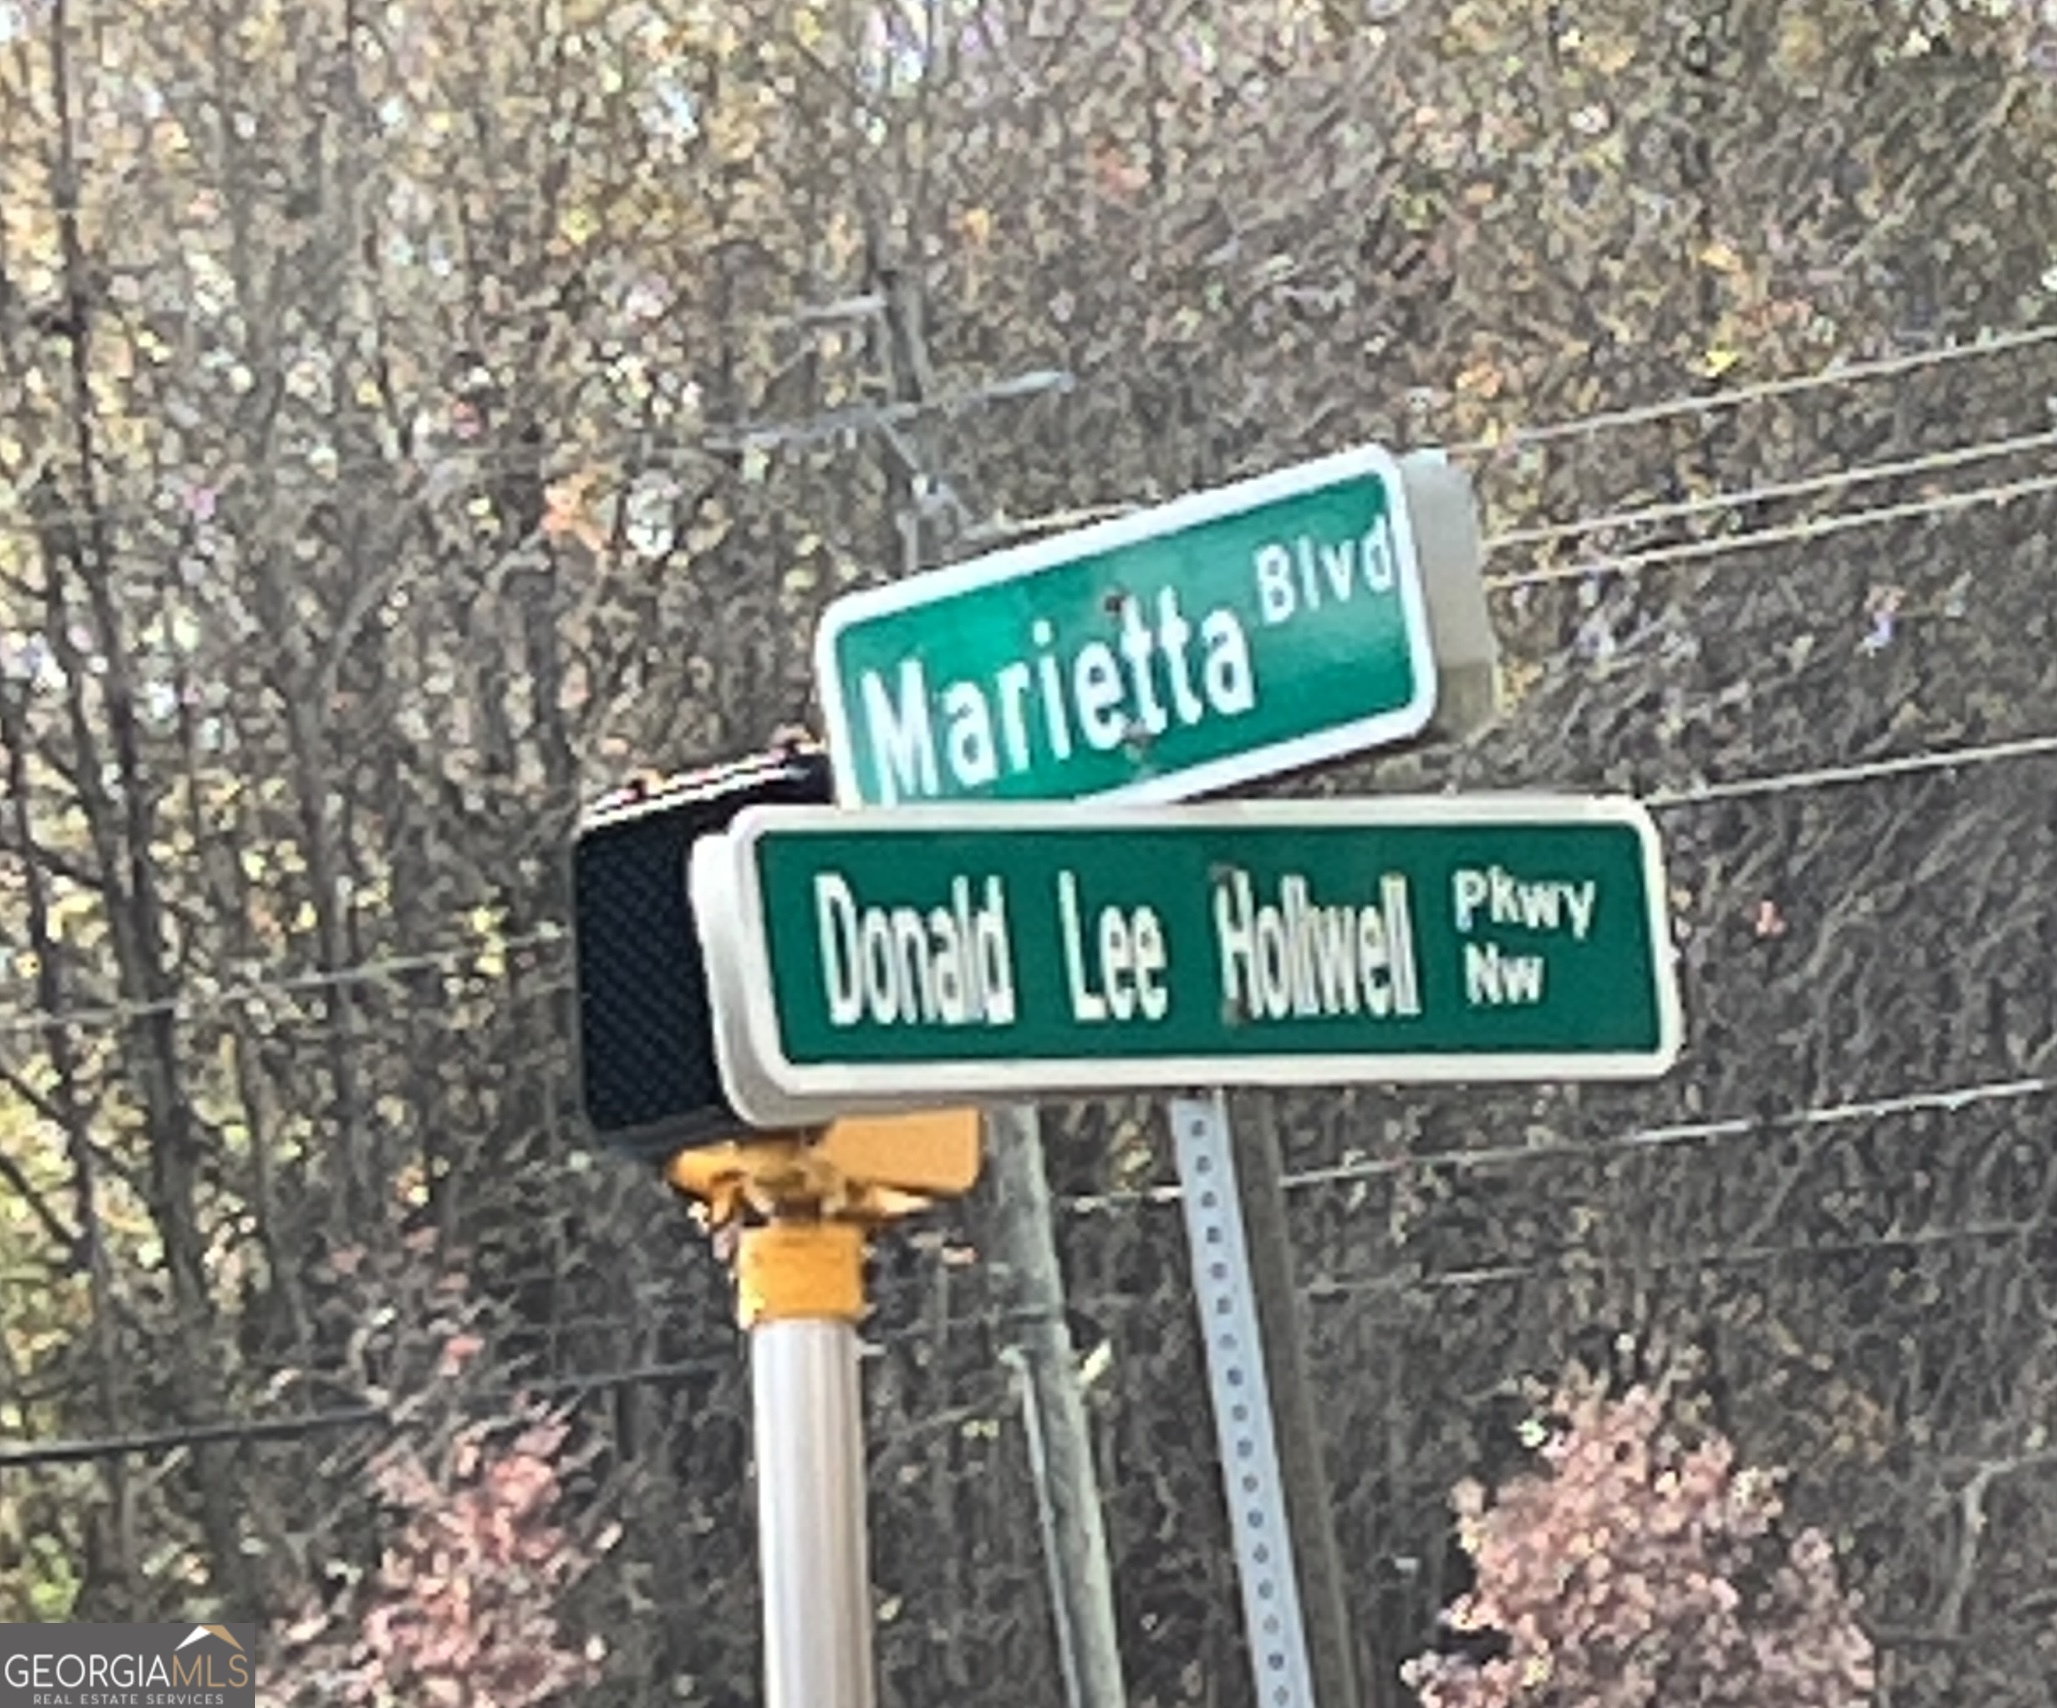 Marietta Blvd
Donald Lee Hollwell Pkwy
Nw
GEORGIAMLS
REAL ESTATE SERVICES